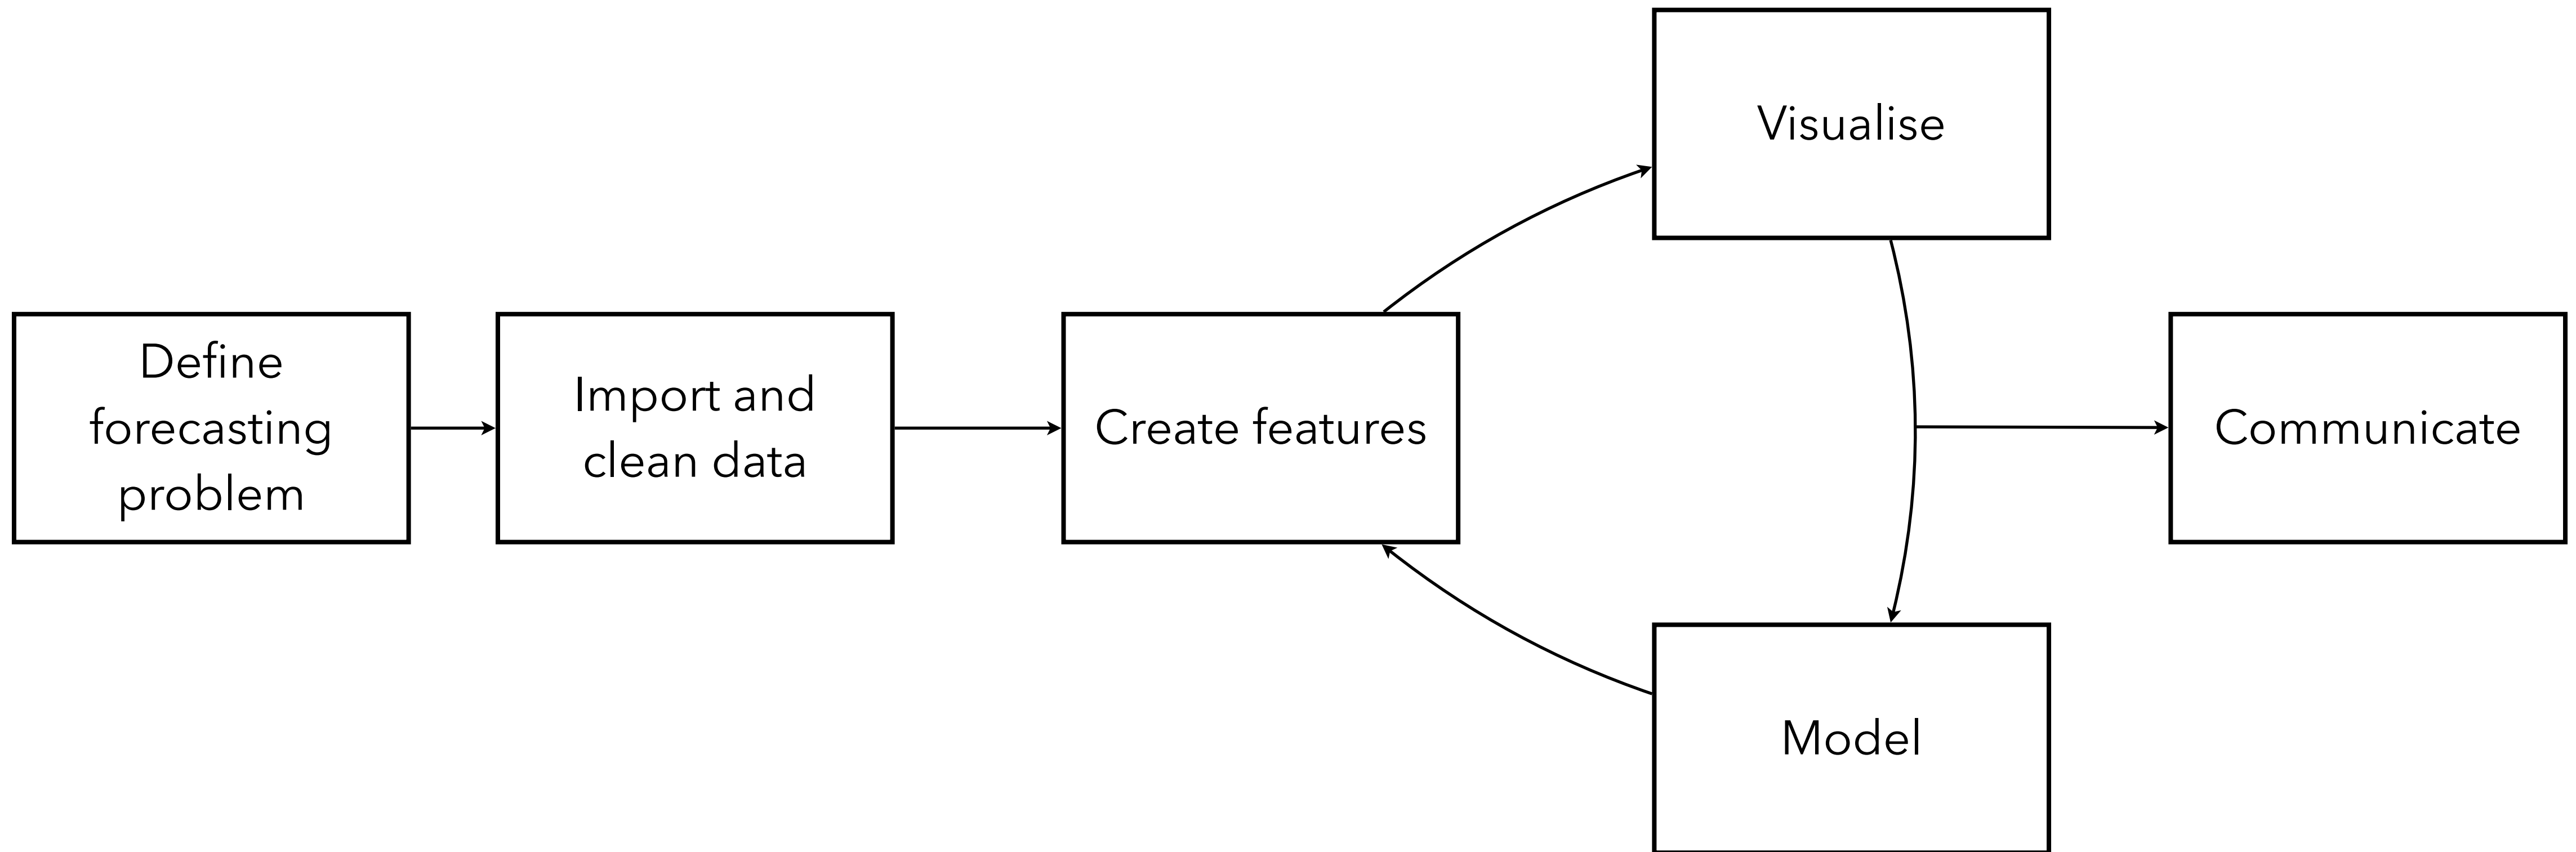 Define
forecasting
problem
Import and
clean data
Create features
Visualise
Model
Communicate